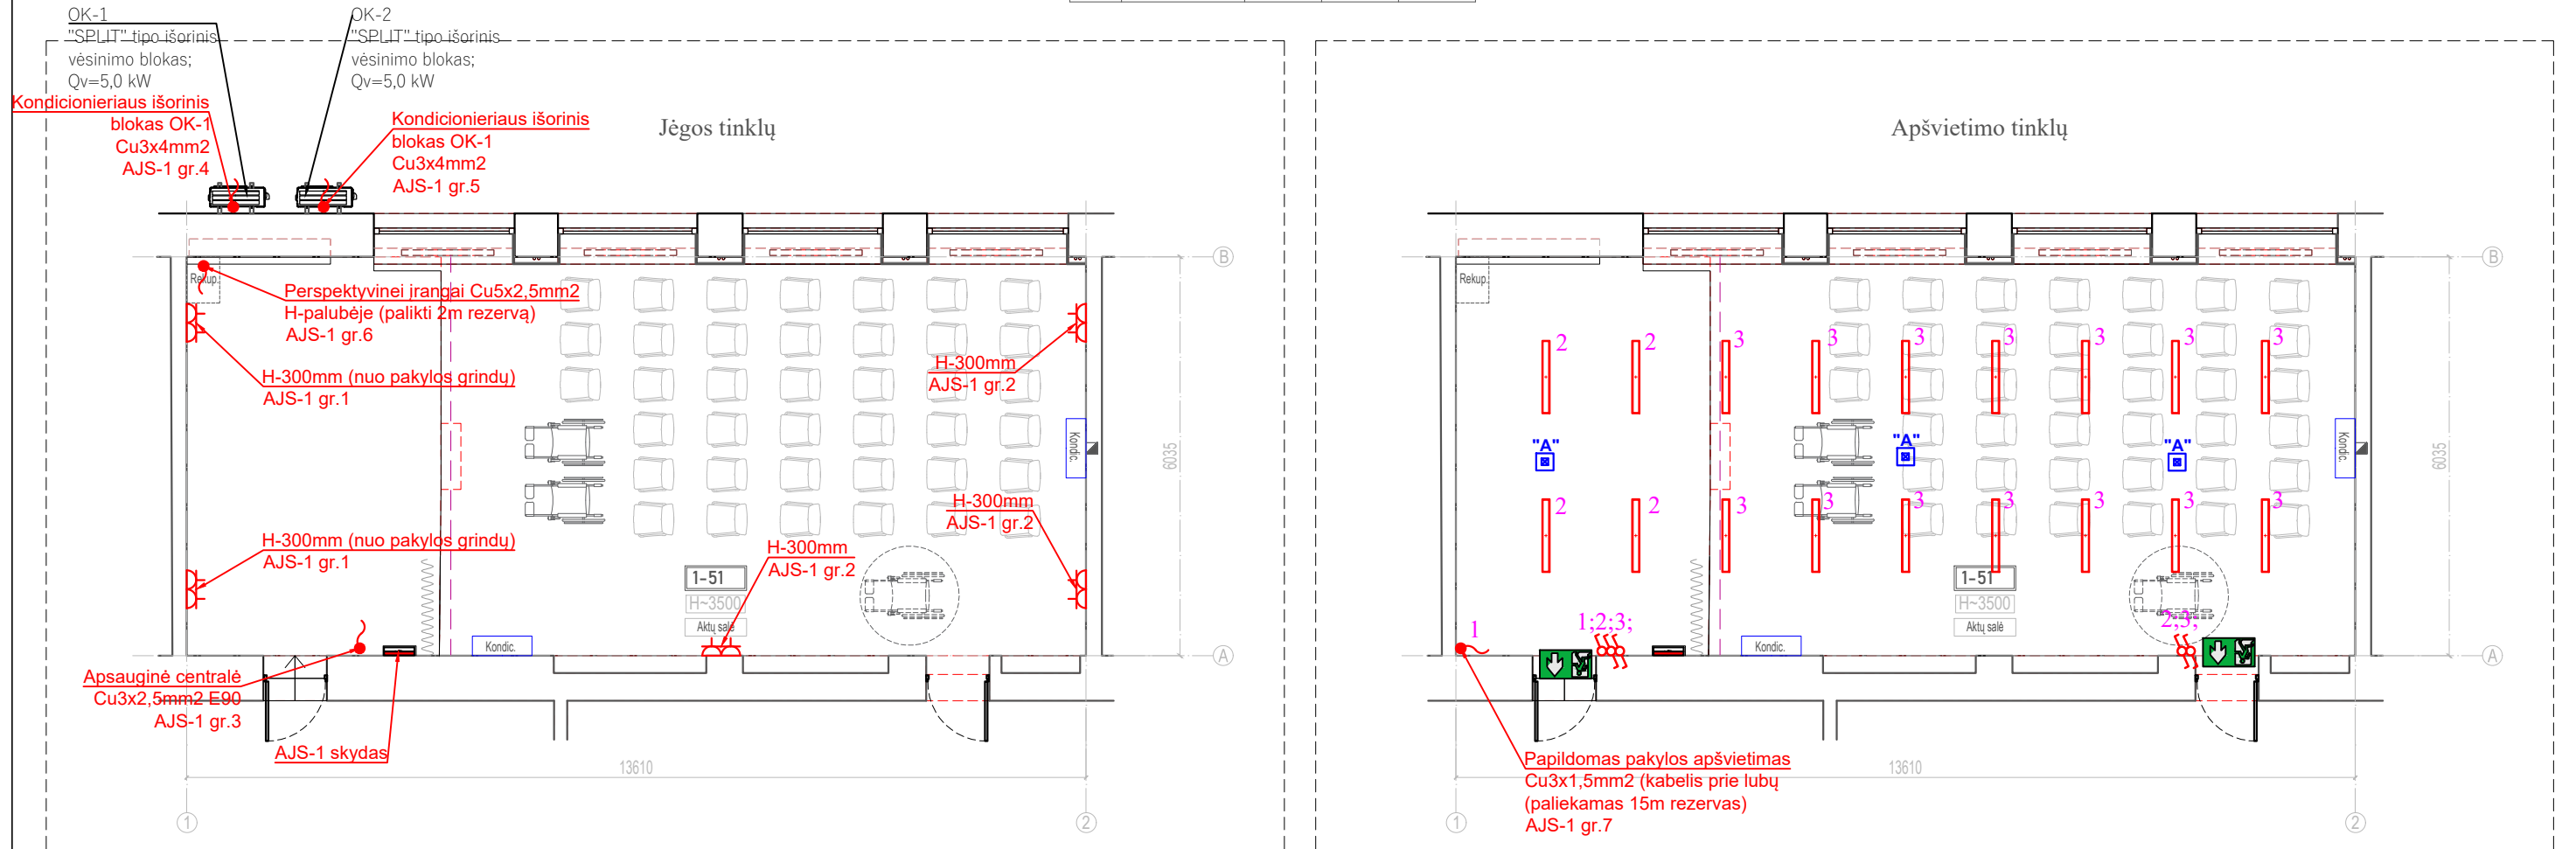 OK-1
"SPLIT" tipo išorinis
vėsinimo blokas;
Qv=5,0 kW
OK-2
"SPLIT" tipo išorinis
vėsinimo blokas;
Qv=5,0 kW
Kondicionieriaus išorinis
blokas OK-1
Cu3x4mm2
AJS-1 gr.4
Kondicionieriaus išorinis
blokas OK-1
Cu3x4mm2
AJS-1 gr.5
Jėgos tinklų
Rekup.
Perspektyvinei įrangai Cu5x2,5mm2
H-palubėje (palikti 2m rezervą)
AJS-1 gr.6
H-300mm (nuo pakylos grindų)
AJS-1 gr.1
H-300mm
AJS-1 gr.2
Kondic.
H-300mm
AJS-1 gr.2
H-300mm (nuo pakylos grindų)
AJS-1 gr.1
H-300mm
AJS-1 gr.2
1-51
H~3500
Aktų salė
Kondic.
Apsauginė centralė
Cu3x2,5mm2 E90
AJS-1 gr.3
AJS-1 skydas
13610
6035
B
A
1
2
Apšvietimo tinklų
Rekup.
2 2 3 3 3 3 3 3 3
"A" "A" "A"
Kondic.
2 2 3 3 3 3 3 3 3
1-51
H~3500
Aktų salė
1
1;2;3;
2;3;
Kondic.
Papildomas pakylos apšvietimas
Cu3x1,5mm2 (kabelis prie lubų
(paliekamas 15m rezervas)
AJS-1 gr.7
13610
6035
B
A
1
2